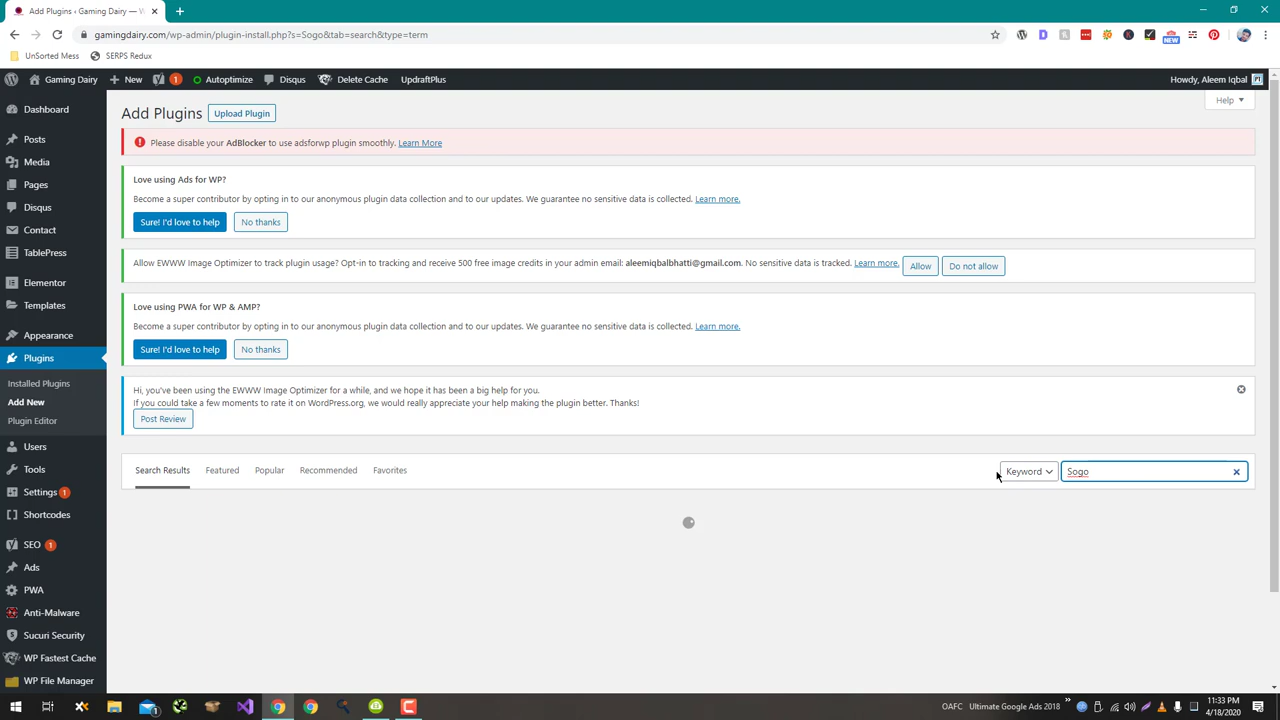 Add Plugins ‹ Gaming Dairy — W
gamingdairy.com/wp-admin/plugin-install.php?s=Sogo&tab=search&type=term
UnSorted Mess
SERPS Redux
NEW
Gaming Dairy
New
1
Autoptimize
Disqus
Delete Cache
UpdraftPlus
Howdy, Aleem Iqbal
Dashboard
Posts
Media
Pages
Disqus
Contact
TablePress
Elementor
Templates
Appearance
Plugins
Installed Plugins
Add New
Plugin Editor
Users
Tools
Settings 1
Shortcodes
SEO 1
Ads
PWA
Anti-Malware
Sucuri Security
WP Fastest Cache
WP File Manager
Add Plugins
Upload Plugin
Help
Please disable your AdBlocker to use adsforwp plugin smoothly. Learn More
Love using Ads for WP?
Become a super contributor by opting in to our anonymous plugin data collection and to our updates. We guarantee no sensitive data is collected. Learn more.
Sure! I'd love to help
No thanks
Allow EWWW Image Optimizer to track plugin usage? Opt-in to tracking and receive 500 free image credits in your admin email: aleemiqbalbhatti@gmail.com. No sensitive data is tracked. Learn more.
Allow
Do not allow
Love using PWA for WP & AMP?
Become a super contributor by opting in to our anonymous plugin data collection and to our updates. We guarantee no sensitive data is collected. Learn more.
Sure! I'd love to help
No thanks
Hi, you've been using the EWWW Image Optimizer for a while, and we hope it has been a big help for you.
If you could take a few moments to rate it on WordPress.org, we would really appreciate your help making the plugin better. Thanks!
Post Review
Search Results
Featured
Popular
Recommended
Favorites
Keyword
Sogo
OAFC
Ultimate Google Ads 2018
11:33 PM
4/18/2020